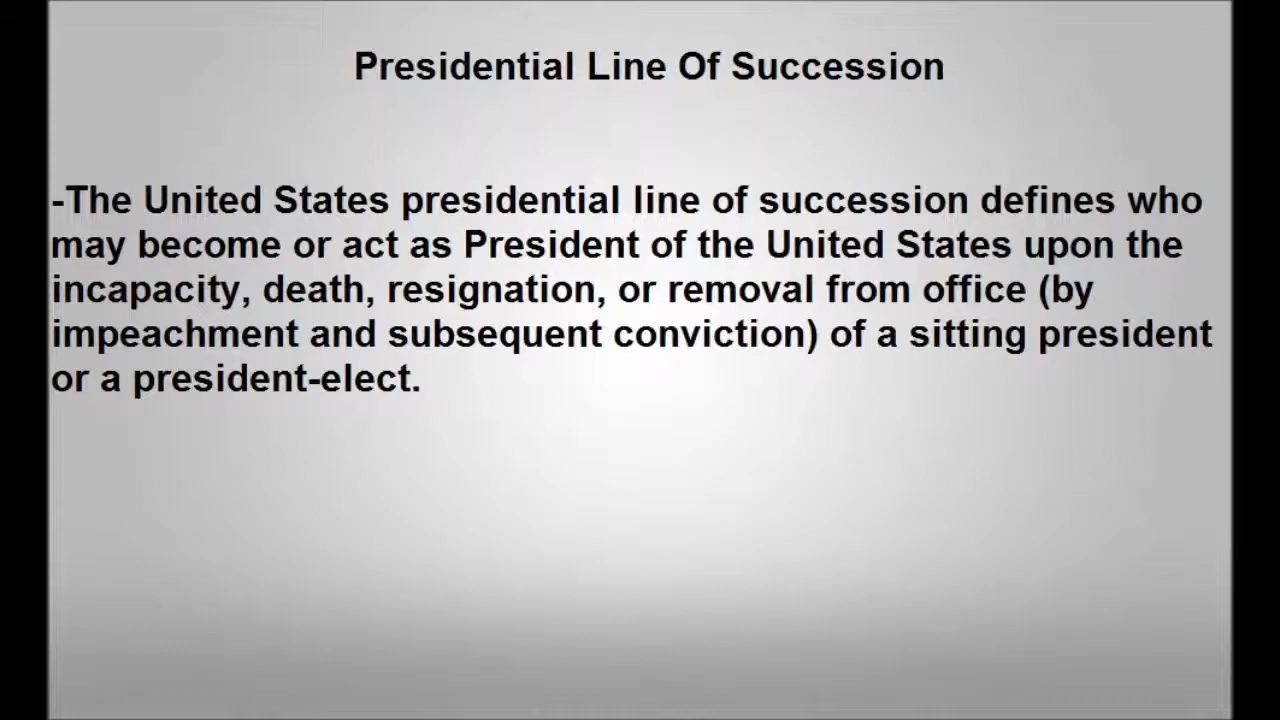 Presidential Line Of Succession
-The United States presidential line of succession defines who
may become or act as President of the United States upon the
incapacity, death, resignation, or removal from office (by
impeachment and subsequent conviction) of a sitting president
or a president-elect.